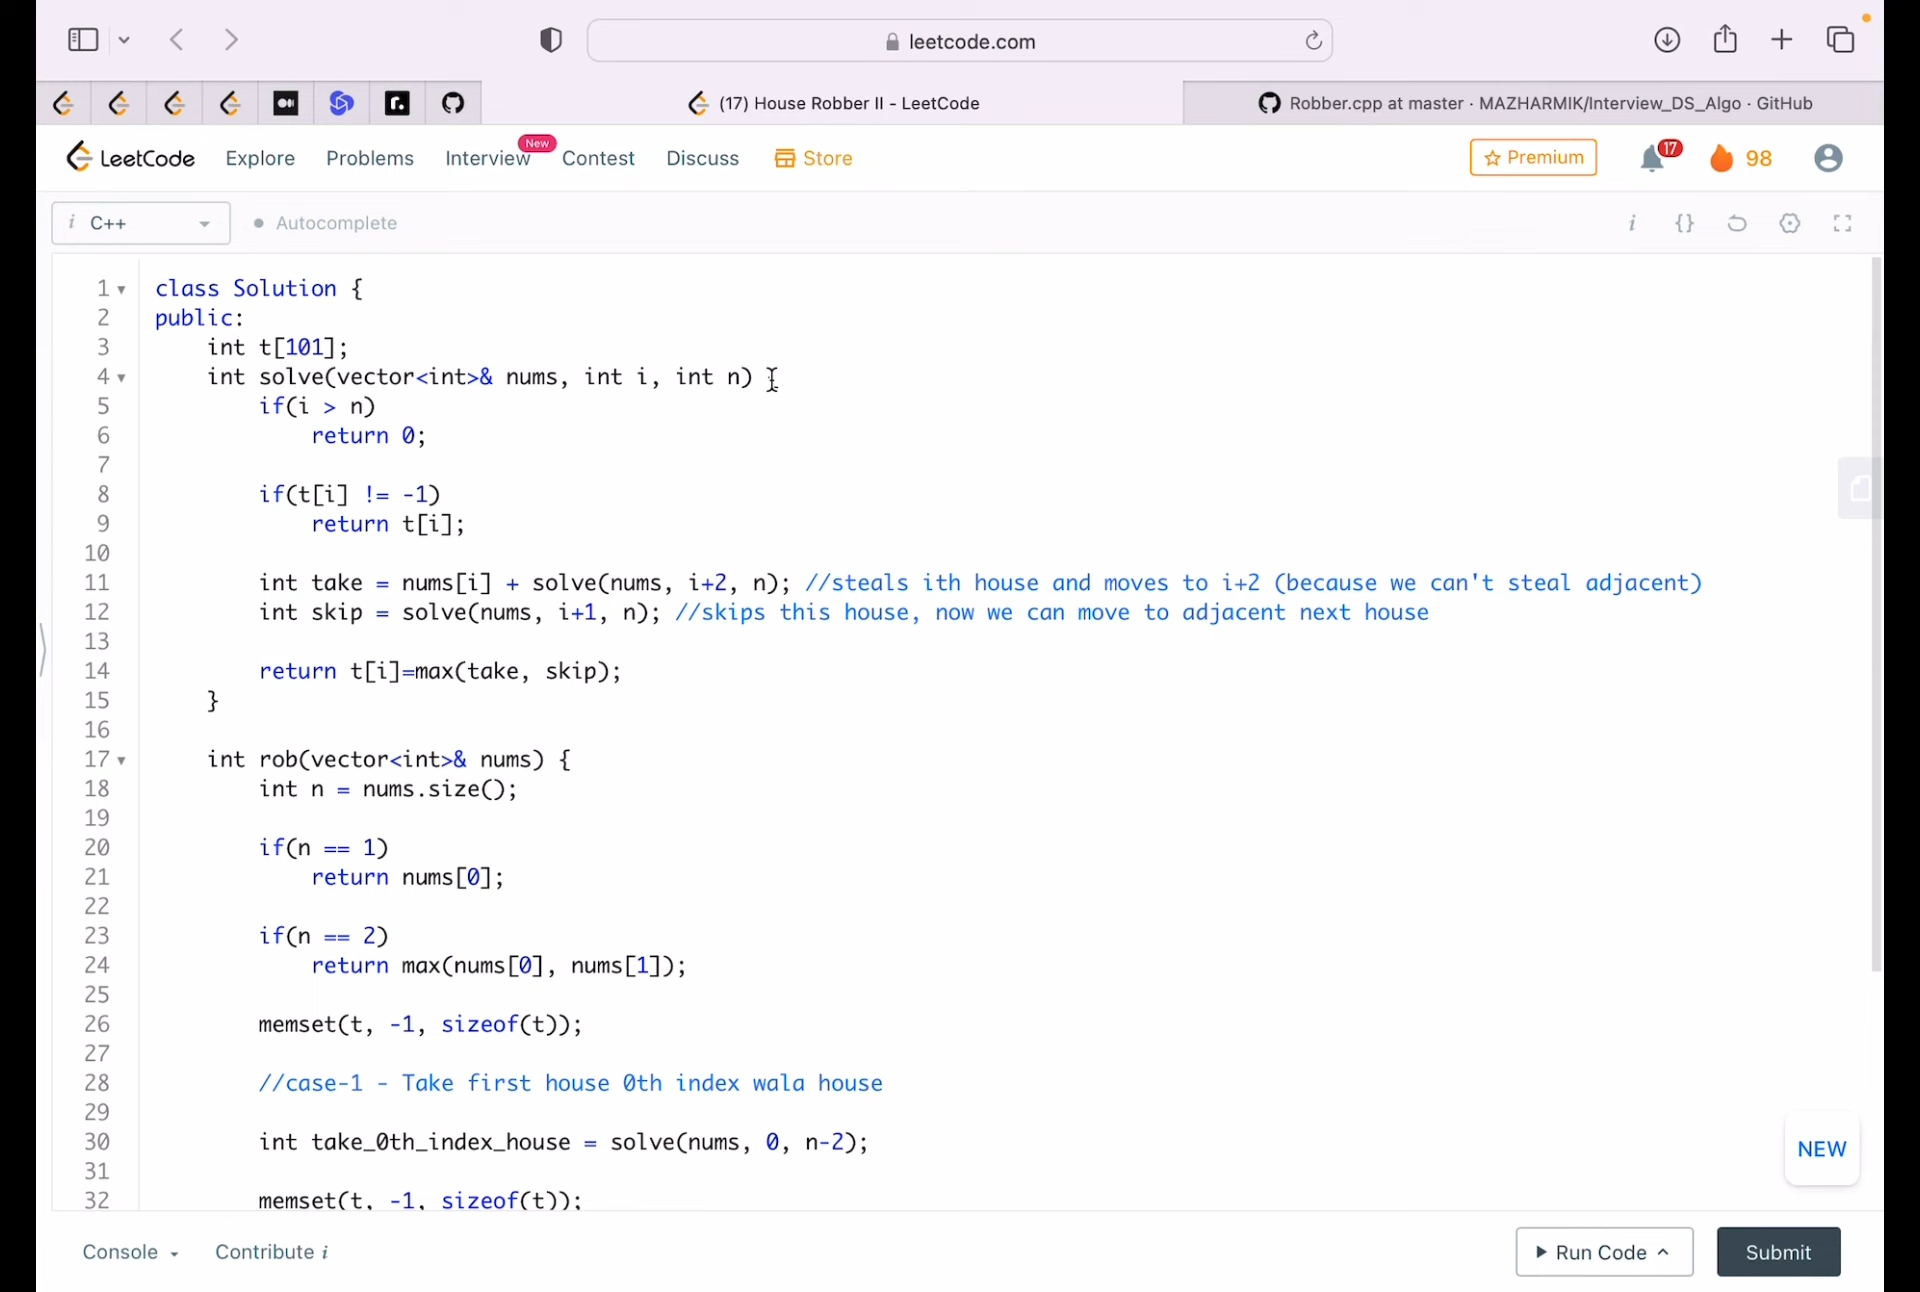 leetcode.com
(17) House Robber II - LeetCode
Robber.cpp at master · MAZHARMIK/Interview_DS_Algo · GitHub
LeetCode Explore Problems Interview New Contest Discuss Store Premium 17 98
i C++ Autocomplete i {}
1 class Solution {
2 public:
3 int t[101];
4 int solve(vector<int>& nums, int i, int n)
5 if(i > n)
6 return 0;
7
8 if(t[i] != -1)
9 return t[i];
10
11 int take = nums[i] + solve(nums, i+2, n); //steals ith house and moves to i+2 (because we can't steal adjacent)
12 int skip = solve(nums, i+1, n); //skips this house, now we can move to adjacent next house
13
14 return t[i]=max(take, skip);
15 }
16
17 int rob(vector<int>& nums) {
18 int n = nums.size();
19
20 if(n == 1)
21 return nums[0];
22
23 if(n == 2)
24 return max(nums[0], nums[1]);
25
26 memset(t, -1, sizeof(t));
27
28 //case-1 - Take first house 0th index wala house
29
30 int take_0th_index_house = solve(nums, 0, n-2);
31
32 memset(t, -1, sizeof(t));
NEW
Console Contribute i Run Code Submit